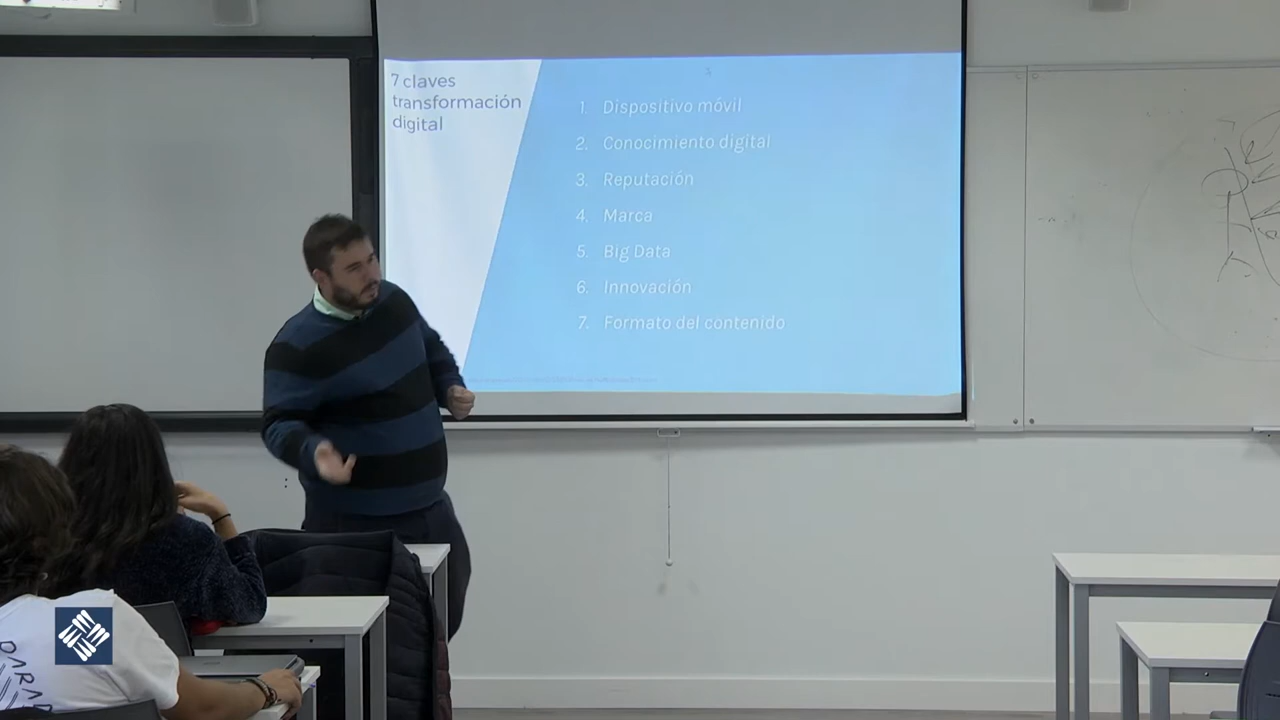 7 claves
transformación
digital
1. Dispositivo móvil
2. Conocimiento digital
3. Reputación
4. Marca
5. Big Data
6. Innovación
7. Formato del contenido